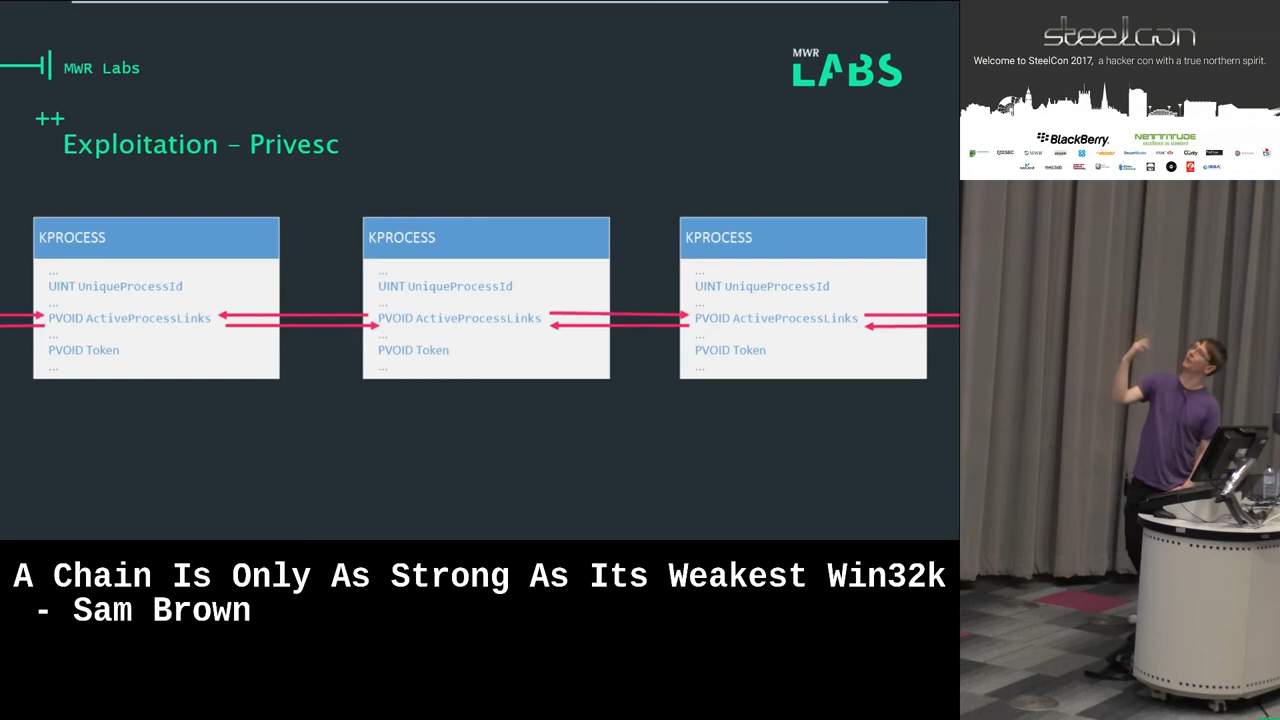 MWR Labs
MWR
LABS
++
Exploitation – Privesc
KPROCESS
...
UINT UniqueProcessId
...
PVOID ActiveProcessLinks
...
PVOID Token
...
KPROCESS
...
UINT UniqueProcessId
...
PVOID ActiveProcessLinks
...
PVOID Token
...
KPROCESS
...
UINT UniqueProcessId
...
PVOID ActiveProcessLinks
...
PVOID Token
...
steelcon
Welcome to SteelCon 2017, a hacker con with a true northern spirit.
BlackBerry
NETTITUDE
A Chain Is Only As Strong As Its Weakest Win32k
- Sam Brown